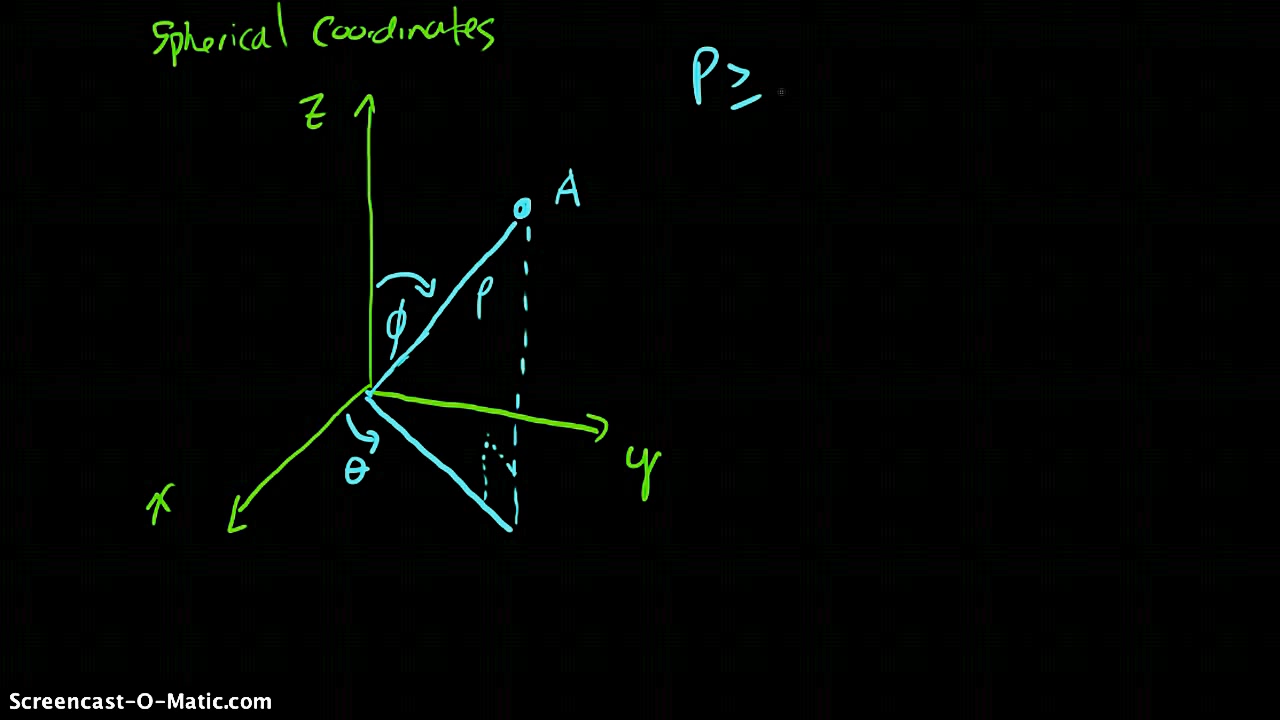 Spherical Coordinates
ρ ≥
z
A
ρ
ϕ
y
θ
x
Screencast-O-Matic.com